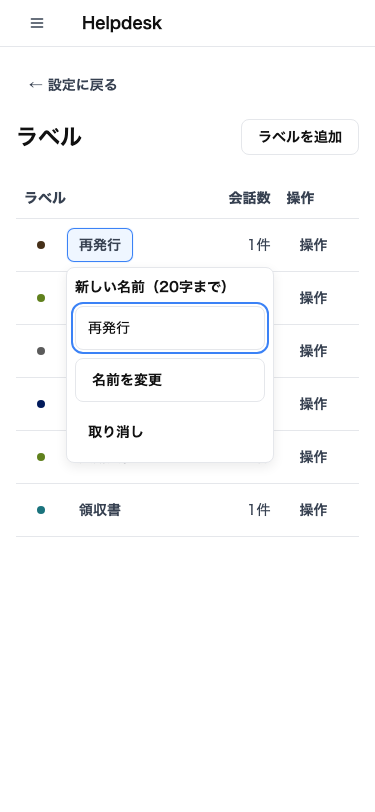 Helpdesk
← 設定に戻る
ラベル
ラベルを追加
ラベル 会話数 操作
再発行 1件 操作
新しい名前（20字まで） 操作
再発行
操作
名前を変更
操作
取り消し
操作
領収書 1件 操作